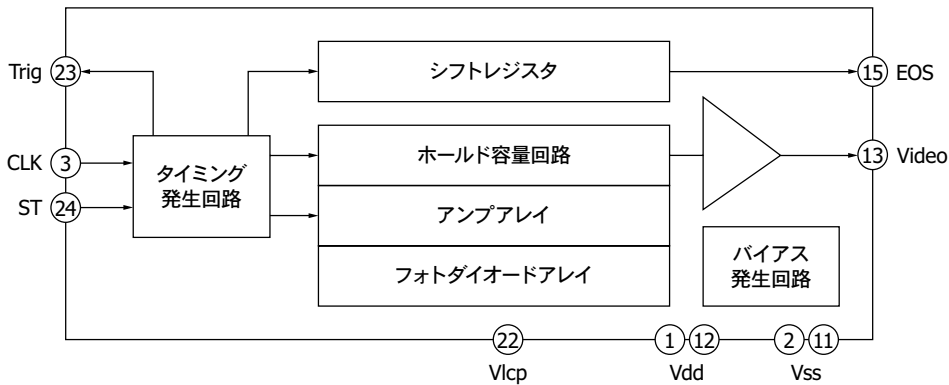 シフトレジスタ
Trig 23
15 EOS
CLK 3
ホールド容量回路
タイミング
発生回路
13 Video
ST 24
アンプアレイ
バイアス
発生回路
フォトダイオードアレイ
22
1
12
2
11
Vlcp
Vdd
Vss